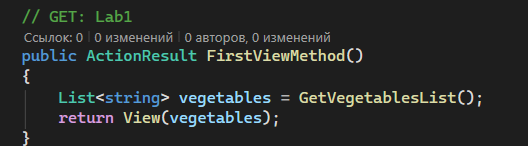 // GET: Lab1
Ссылок: 0 | 0 изменений | 0 авторов, 0 изменений
public ActionResult FirstViewMethod()
{
    List<string> vegetables = GetVegetablesList();
    return View(vegetables);
}